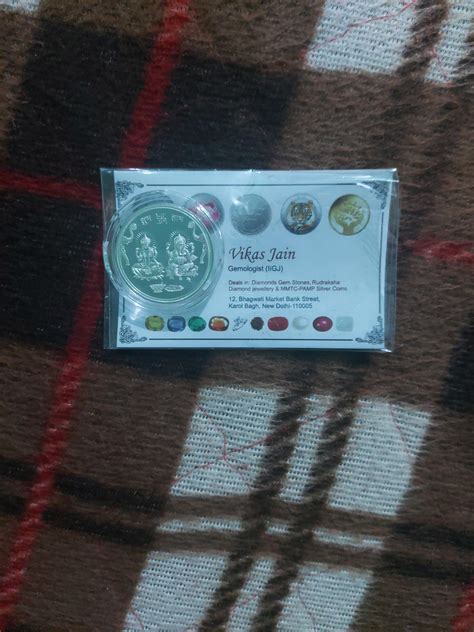 शुभ लाभ
Vikas Jain
Gemologist (IIGJ)
Deals in: Diamonds Gem Stones, Rudraksha
Diamond jewellery & MMTC-PAMP Silver Coins
12, Bhagwati Market Bank Street,
Karol Bagh, New Delhi-110005